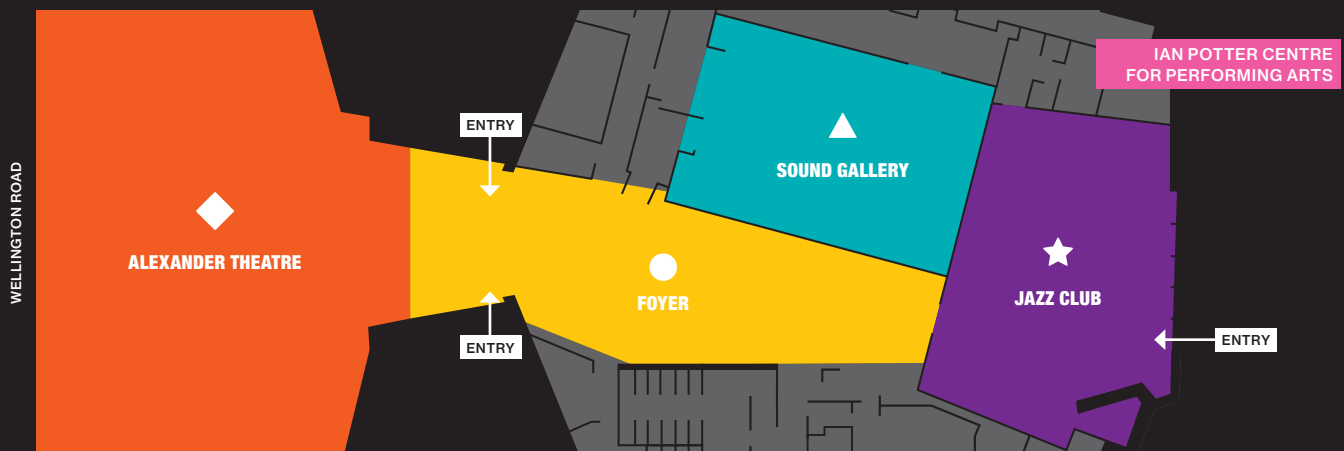 IAN POTTER CENTRE
FOR PERFORMING ARTS
ENTRY
SOUND GALLERY
WELLINGTON ROAD
ALEXANDER THEATRE
FOYER
JAZZ CLUB
ENTRY
ENTRY